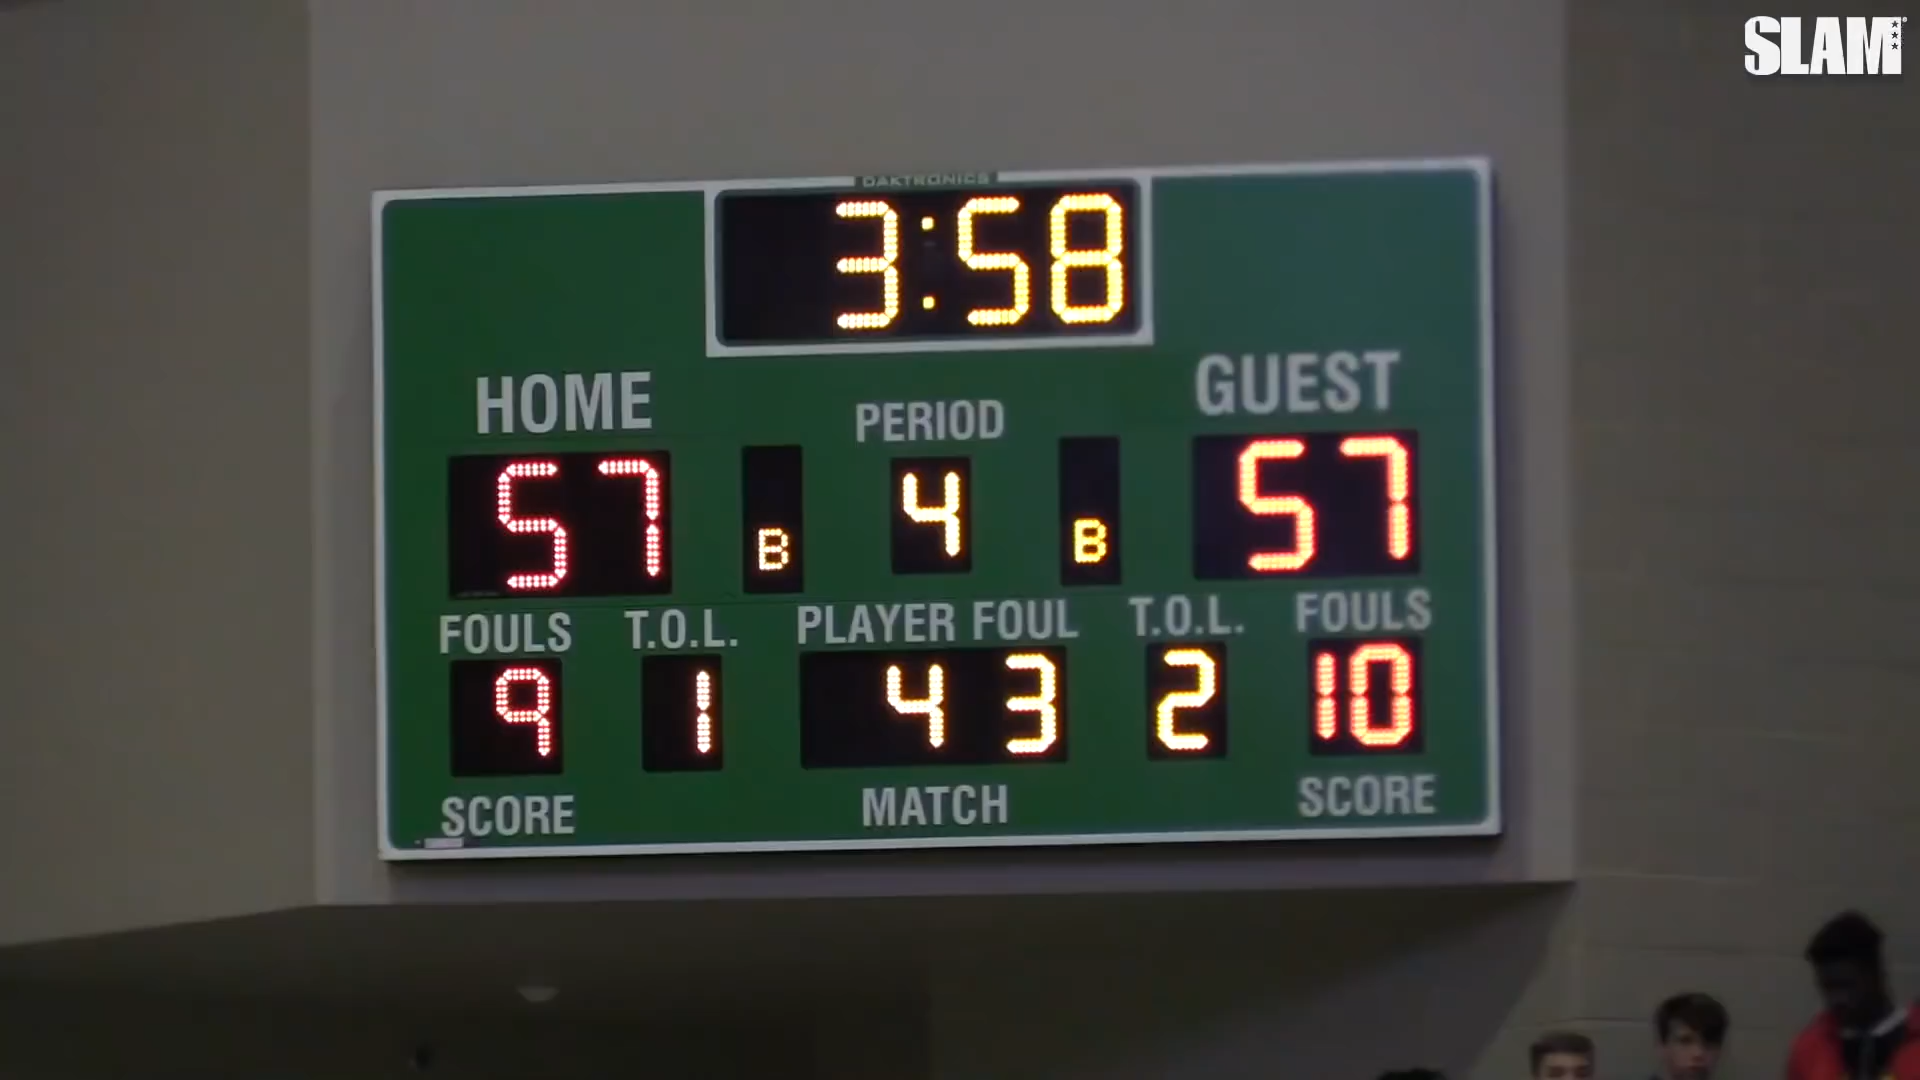 SLAM
DAKTRONICS
3:58
HOME
PERIOD
GUEST
57 B 4 B 57
FOULS T.O.L. PLAYER FOUL T.O.L. FOULS
9 1 4 3 2 10
SCORE MATCH SCORE